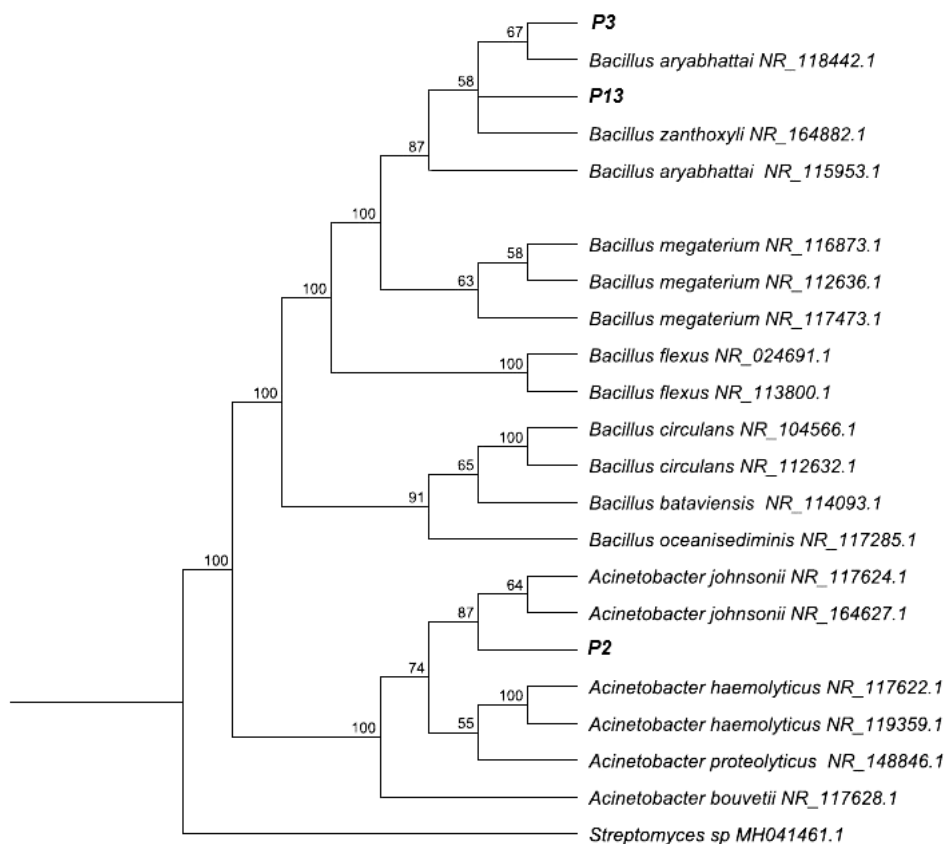 P3
67
Bacillus aryabhattai NR_118442.1
58
P13
Bacillus zanthoxyli NR_164882.1
87
Bacillus aryabhattai NR_115953.1
100
Bacillus megaterium NR_116873.1
58
Bacillus megaterium NR_112636.1
63
100
Bacillus megaterium NR_117473.1
Bacillus flexus NR_024691.1
100
Bacillus flexus NR_113800.1
100
Bacillus circulans NR_104566.1
100
Bacillus circulans NR_112632.1
65
91
Bacillus bataviensis NR_114093.1
Bacillus oceanisediminis NR_117285.1
100
Acinetobacter johnsonii NR_117624.1
64
Acinetobacter johnsonii NR_164627.1
87
P2
74
Acinetobacter haemolyticus NR_117622.1
100
Acinetobacter haemolyticus NR_119359.1
55
100
Acinetobacter proteolyticus NR_148846.1
Acinetobacter bouvetii NR_117628.1
Streptomyces sp MH041461.1